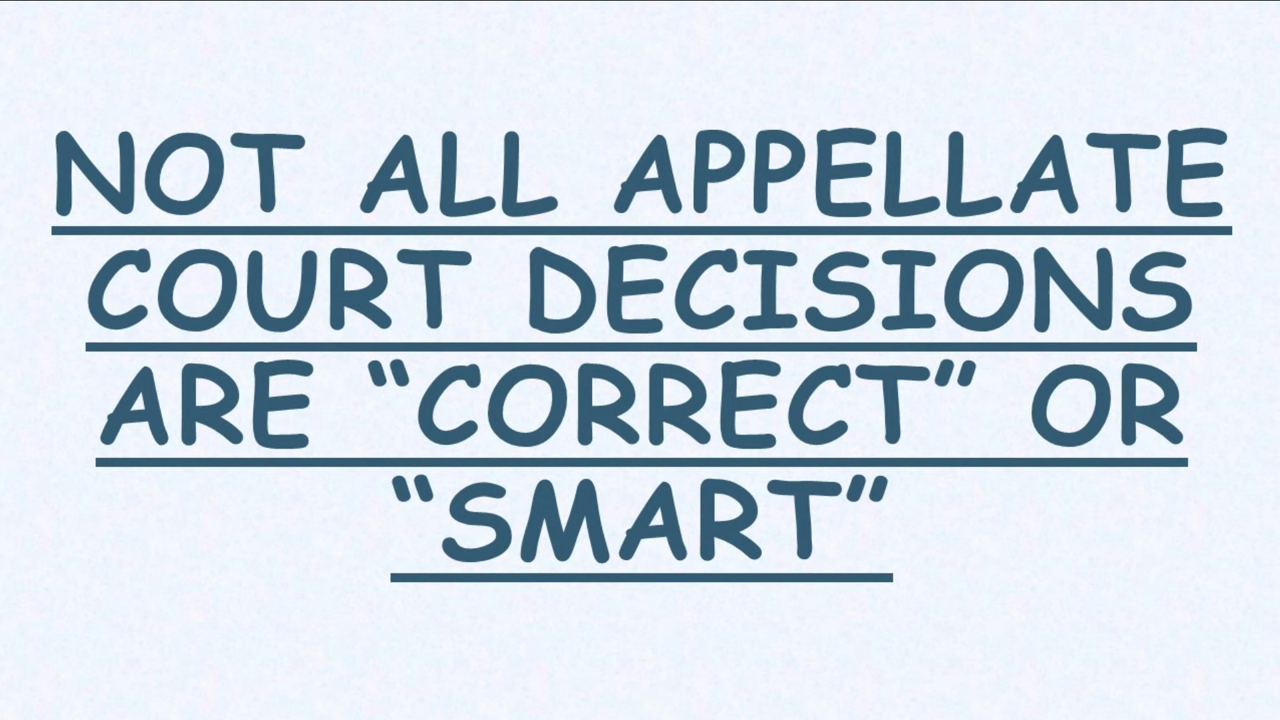 NOT ALL APPELLATE
COURT DECISIONS
ARE “CORRECT” OR
“SMART”